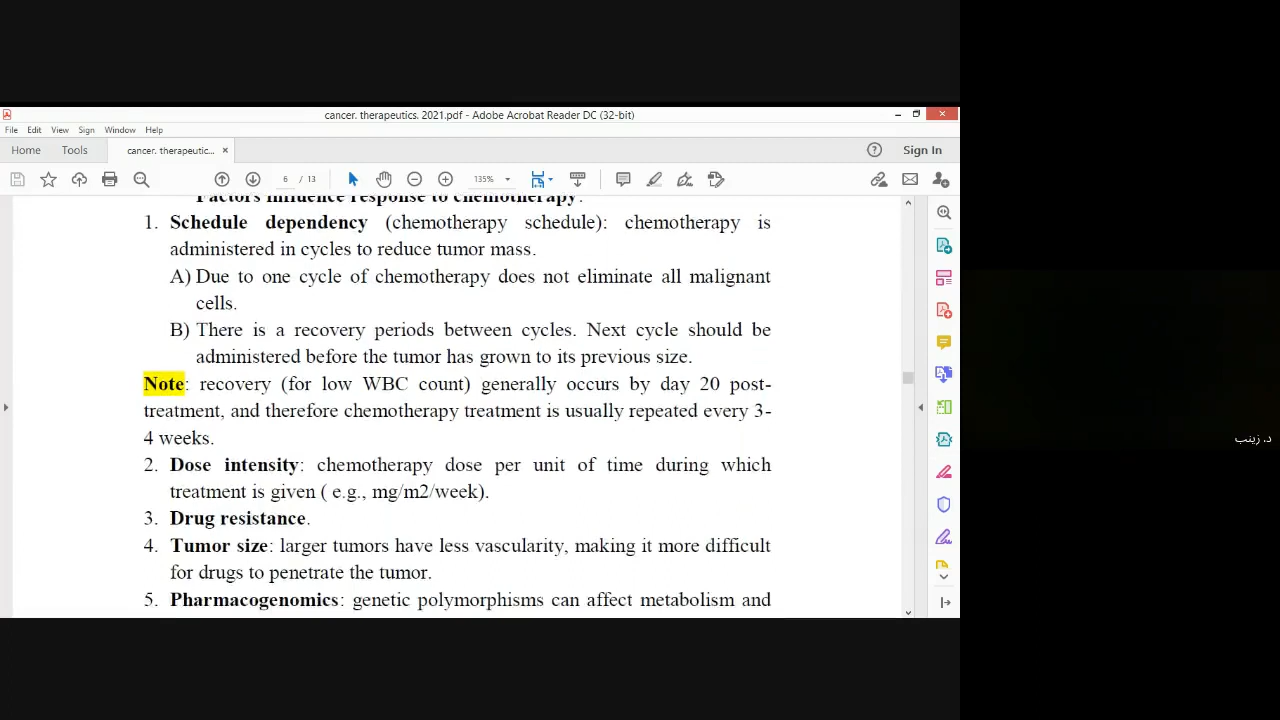 cancer. therapeutics. 2021.pdf - Adobe Acrobat Reader DC (32-bit)
File Edit View Sign Window Help
Home Tools cancer. therapeutic... × Sign In
6 / 13 135%
Factors influence response to chemotherapy:
1. Schedule dependency (chemotherapy schedule): chemotherapy is
administered in cycles to reduce tumor mass.
A) Due to one cycle of chemotherapy does not eliminate all malignant
cells.
B) There is a recovery periods between cycles. Next cycle should be
administered before the tumor has grown to its previous size.
Note: recovery (for low WBC count) generally occurs by day 20 post-
treatment, and therefore chemotherapy treatment is usually repeated every 3-
4 weeks.
2. Dose intensity: chemotherapy dose per unit of time during which
treatment is given ( e.g., mg/m2/week).
3. Drug resistance.
4. Tumor size: larger tumors have less vascularity, making it more difficult
for drugs to penetrate the tumor.
5. Pharmacogenomics: genetic polymorphisms can affect metabolism and
د. زينب